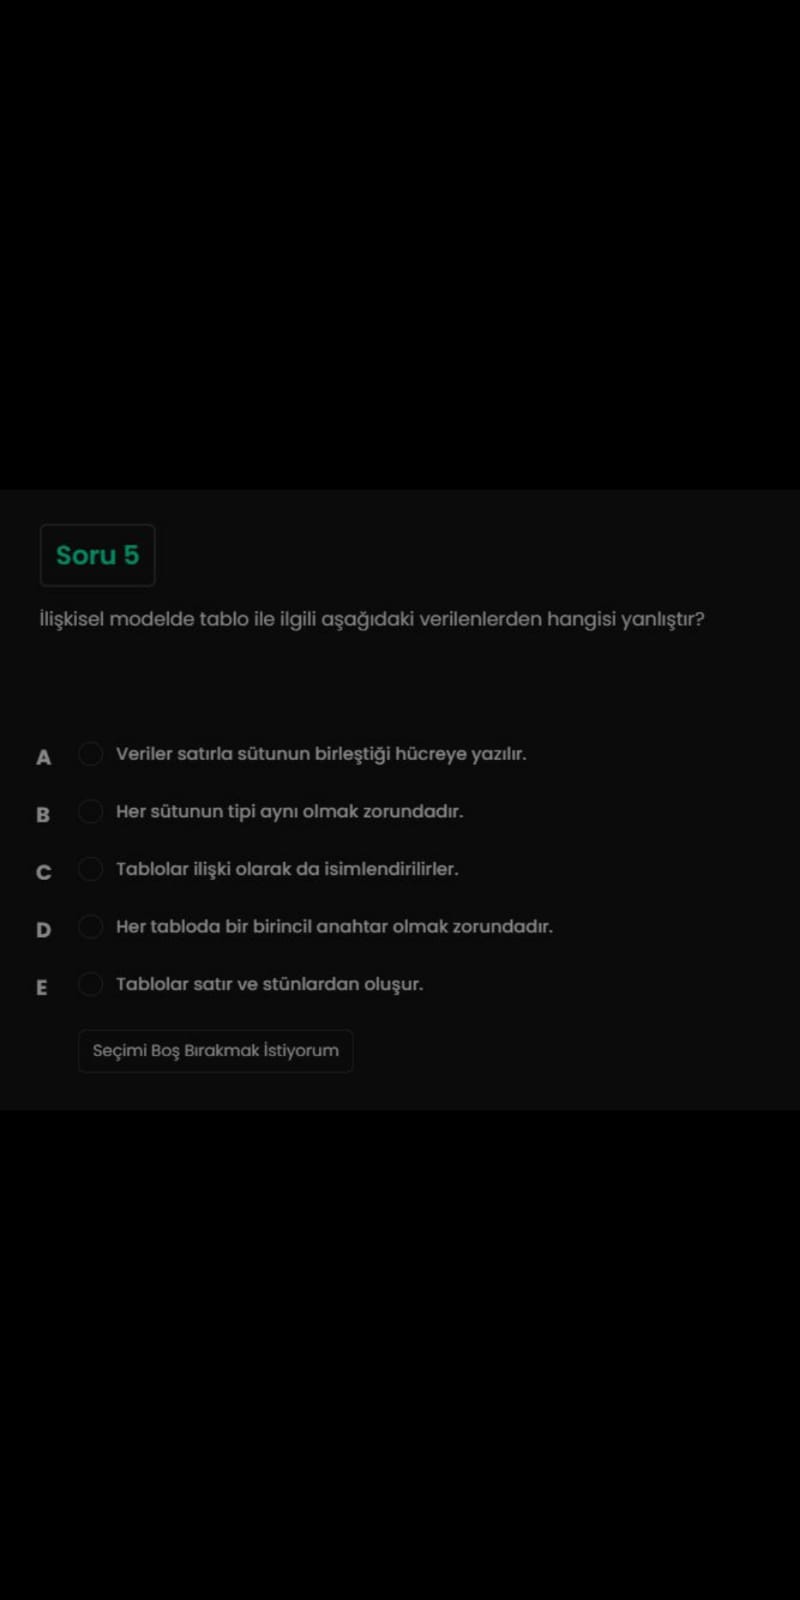 Soru 5
İlişkisel modelde tablo ile ilgili aşağıdaki verilenlerden hangisi yanlıştır?
A Veriler satırla sütunun birleştiği hücreye yazılır.
B Her sütunun tipi aynı olmak zorundadır.
C Tablolar ilişki olarak da isimlendirilirler.
D Her tabloda bir birincil anahtar olmak zorundadır.
E Tablolar satır ve stünlardan oluşur.
Seçimi Boş Bırakmak İstiyorum